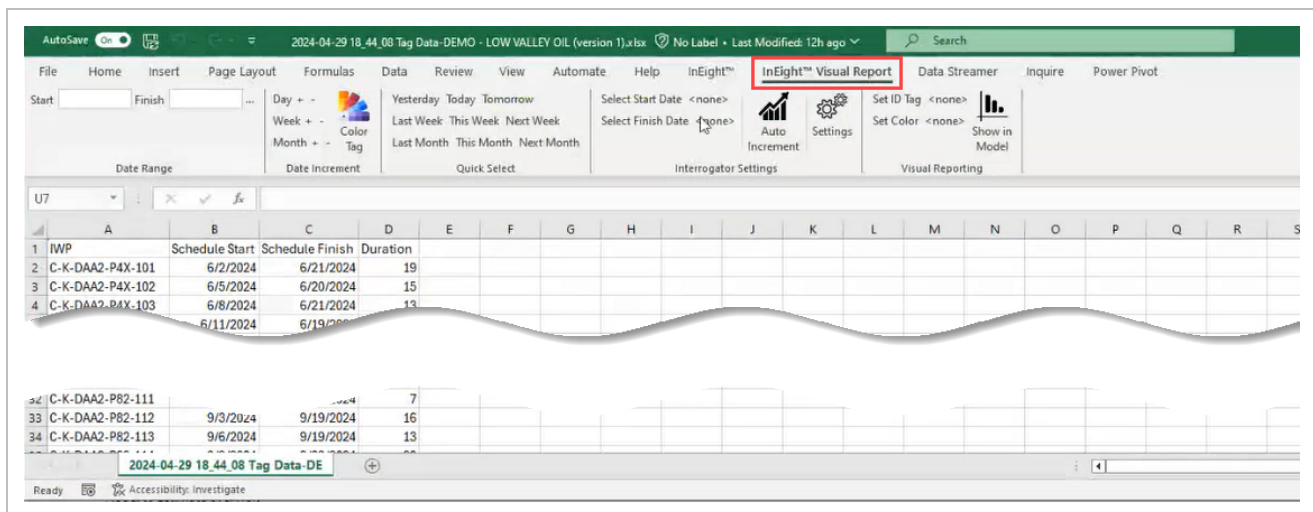 AutoSave On 2024-04-29 18_44_08 Tag Data-DEMO - LOW VALLEY OIL (version 1).xlsx No Label • Last Modified: 12h ago Search
File Home Insert Page Layout Formulas Data Review View Automate Help InEight™ InEight™ Visual Report Data Streamer Inquire Power Pivot
Start Finish ... Day + - Yesterday Today Tomorrow Select Start Date <none> Set ID Tag <none>
Week + - Last Week This Week Next Week Select Finish Date <none> Set Color <none>
Month + - Last Month This Month Next Month
Color Tag
Auto Increment
Settings
Show in Model
Date Range Date Increment Quick Select Interrogator Settings Visual Reporting
U7 fx
A B C D E F G H I J K L M N O P Q R S
1 IWP Schedule Start Schedule Finish Duration
2 C-K-DAA2-P4X-101 6/2/2024 6/21/2024 19
3 C-K-DAA2-P4X-102 6/5/2024 6/20/2024 15
4 C-K-DAA2-P4X-103 6/8/2024 6/21/2024 13
6/11/2024
32 C-K-DAA2-P82-111 7
33 C-K-DAA2-P82-112 9/3/2024 9/19/2024 16
34 C-K-DAA2-P82-113 9/6/2024 9/19/2024 13
2024-04-29 18_44_08 Tag Data-DE
Ready Accessibility: Investigate